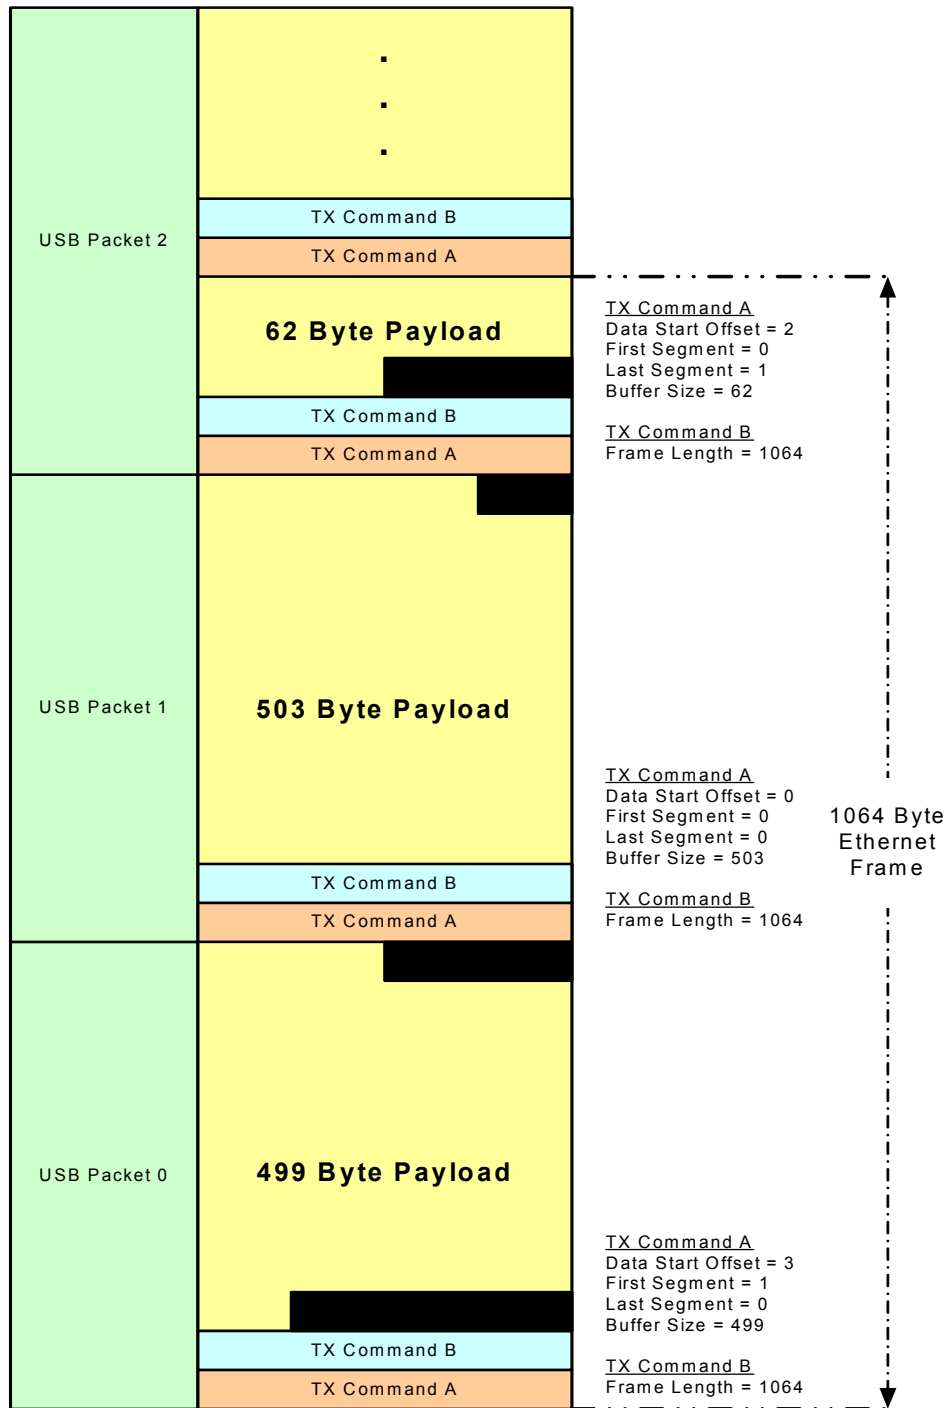 .
.
.
TX Command B
USB Packet 2
TX Command A
62 Byte Payload
TX Command A
Data Start Offset = 2
First Segment = 0
Last Segment = 1
Buffer Size = 62
TX Command B
TX Command B
Frame Length = 1064
TX Command A
USB Packet 1
503 Byte Payload
TX Command A
Data Start Offset = 0
First Segment = 0
Last Segment = 0
Buffer Size = 503
1064 Byte
Ethernet
Frame
TX Command B
TX Command B
Frame Length = 1064
TX Command A
USB Packet 0
499 Byte Payload
TX Command A
Data Start Offset = 3
First Segment = 1
Last Segment = 0
Buffer Size = 499
TX Command B
TX Command B
Frame Length = 1064
TX Command A